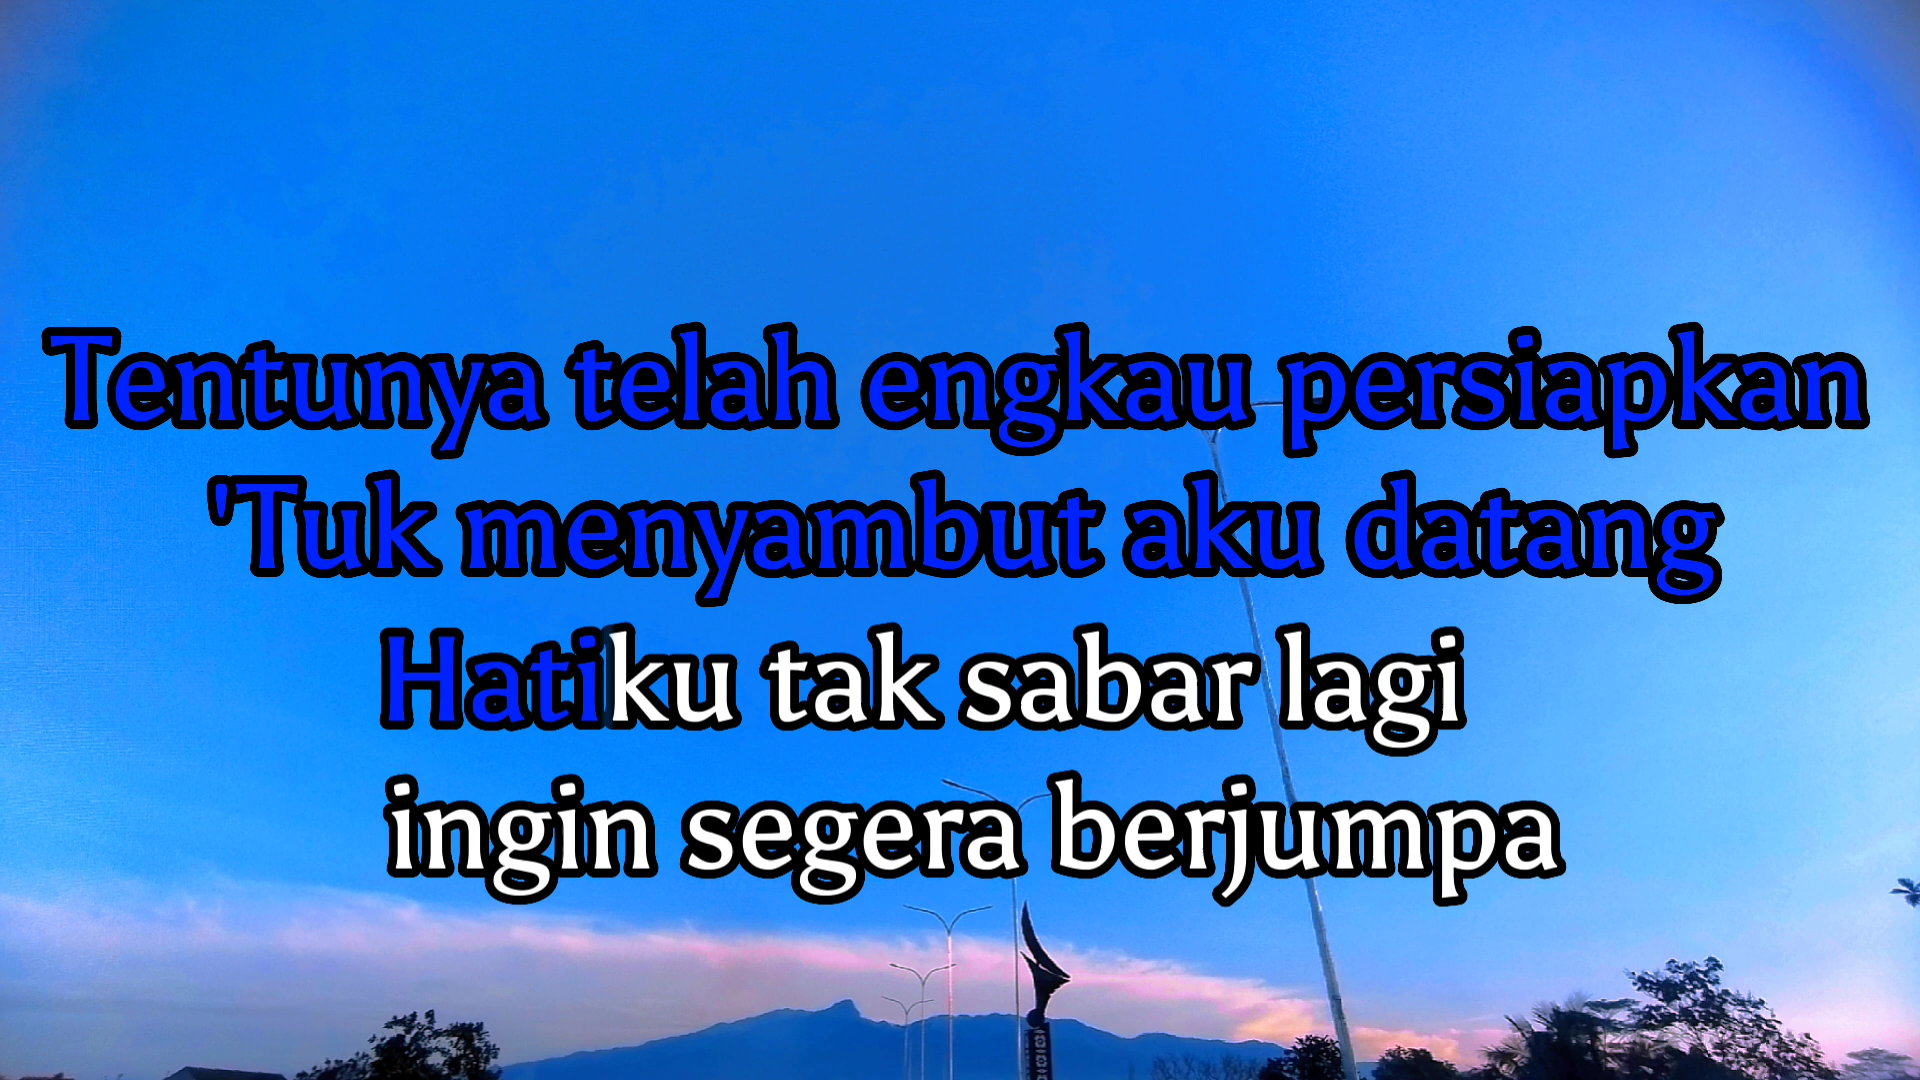 Tentunya telah engkau persiapkan
'Tuk menyambut aku datang
Hatiku tak sabar lagi
ingin segera berjumpa